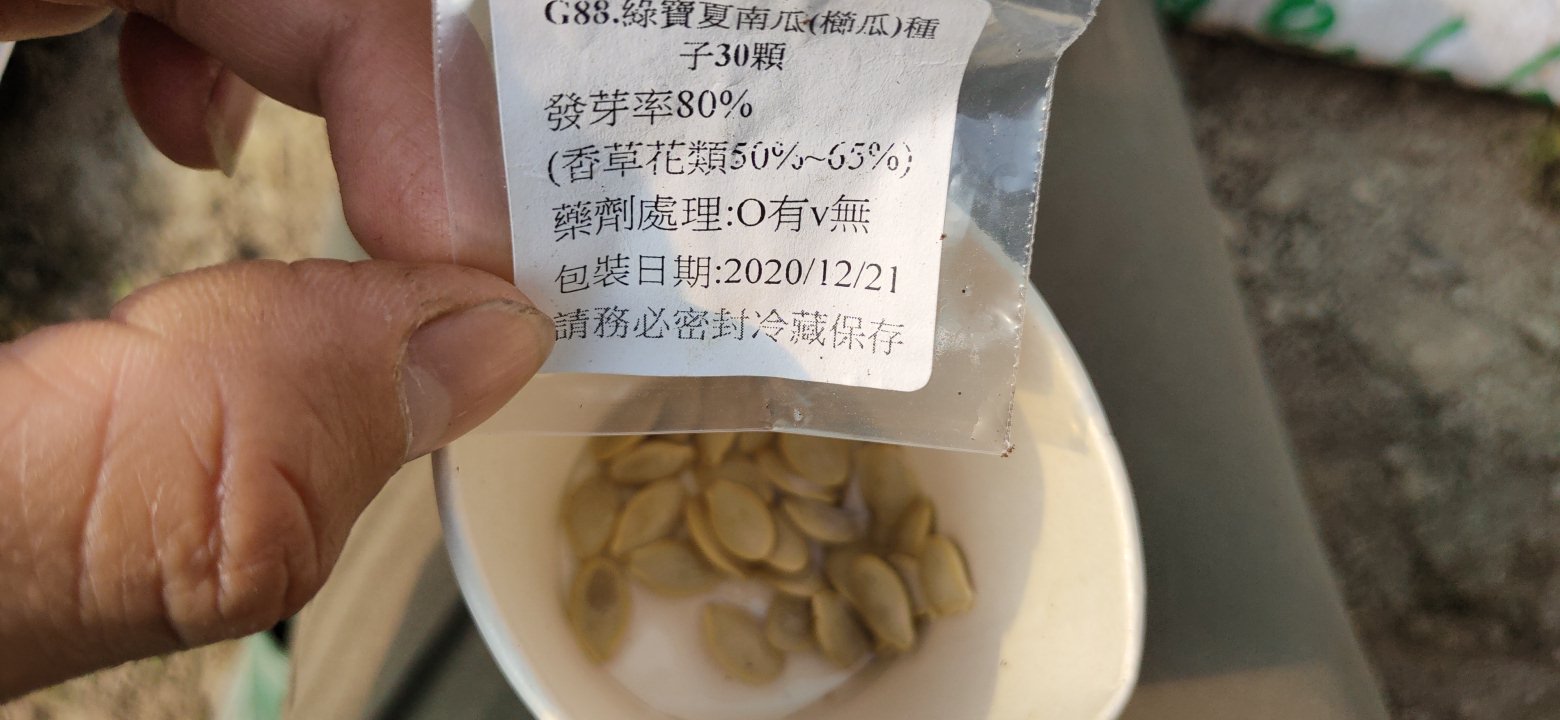 G88.綠寶夏南瓜(櫛瓜)種
子30顆
發芽率80%
(香草花類50%~65%)
藥劑處理:O有v無
包裝日期:2020/12/21
請務必密封冷藏保存